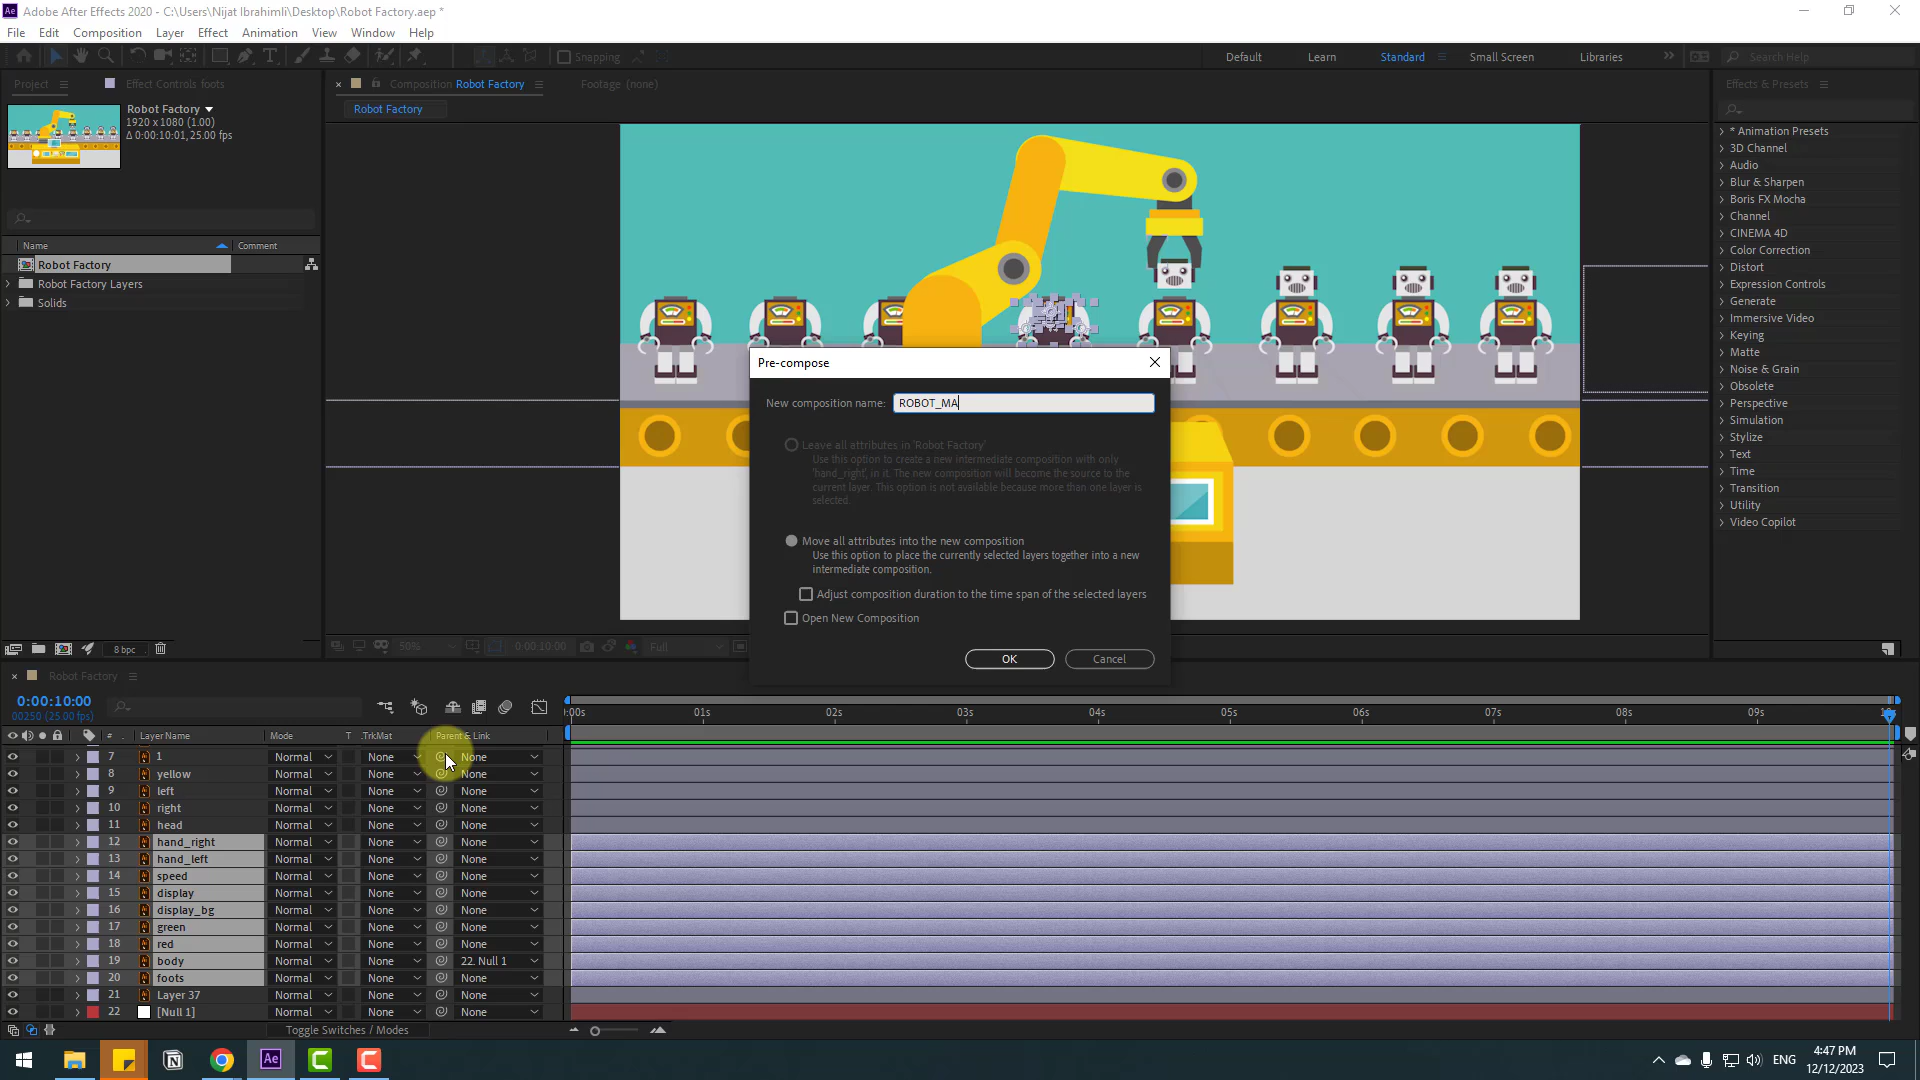 Adobe After Effects 2020 - C:\Users\Nijat Ibrahimli\Desktop\Robot Factory.aep *
File Edit Composition Layer Effect Animation View Window Help
Snapping Default Learn Standard Small Screen Libraries Search Help
Project Effect Controls foots Composition Robot Factory Footage (none) Effects & Presets
Robot Factory
1920 x 1080 (1.00)
Δ 0:00:10:01, 25.00 fps
Robot Factory
Name Comment
Robot Factory
Robot Factory Layers
Solids
* Animation Presets
3D Channel
Audio
Blur & Sharpen
Boris FX Mocha
Channel
CINEMA 4D
Color Correction
Distort
Expression Controls
Generate
Immersive Video
Keying
Matte
Noise & Grain
Obsolete
Perspective
Simulation
Stylize
Text
Time
Transition
Utility
Video Copilot
Pre-compose
New composition name: ROBOT_MA
Leave all attributes in 'Robot Factory'
Use this option to create a new intermediate composition with only
'hand_right', in it. The new composition will become the source to the
current layer. This option is not available because more than one layer is
selected.
Move all attributes into the new composition
Use this option to place the currently selected layers together into a new
intermediate composition.
Adjust composition duration to the time span of the selected layers
Open New Composition
OK Cancel
8 bpc 50% 0:00:10:00 Full
Robot Factory
0:00:10:00
00250 (25.00 fps)
:00s 01s 02s 03s 04s 05s 06s 07s 08s 09s
# Layer Name Mode T .TrkMat Parent & Link
7 1 Normal None None
8 yellow Normal None None
9 left Normal None None
10 right Normal None None
11 head Normal None None
12 hand_right Normal None None
13 hand_left Normal None None
14 speed Normal None None
15 display Normal None None
16 display_bg Normal None None
17 green Normal None None
18 red Normal None None
19 body Normal None 22. Null 1
20 foots Normal None None
21 Layer 37 Normal None None
22 [Null 1] Normal None None
Toggle Switches / Modes
ENG 4:47 PM
12/12/2023